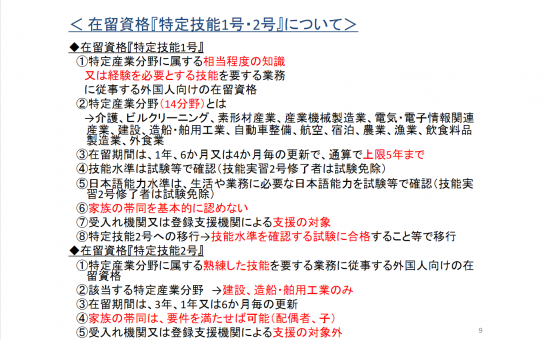 ＜ 在留資格『特定技能1号・2号』について＞
◆在留資格『特定技能1号』
①特定産業分野に属する相当程度の知識
又は経験を必要とする技能を要する業務
に従事する外国人向けの在留資格
②特定産業分野（14分野）とは
→介護、ビルクリーニング、素形材産業、産業機械製造業、電気・電子情報関連
産業、建設、造船・舶用工業、自動車整備、航空、宿泊、農業、漁業、飲食料品
製造業、外食業
③在留期間は、1年、6か月又は4か月毎の更新で、通算で上限5年まで
④技能水準は試験等で確認（技能実習2号修了者は試験免除）
⑤日本語能力水準は、生活や業務に必要な日本語能力を試験等で確認（技能実
習2号修了者は試験免除）
⑥家族の帯同を基本的に認めない
⑦受入れ機関又は登録支援機関による支援の対象
⑧特定技能2号への移行→技能水準を確認する試験に合格すること等で移行
◆在留資格『特定技能2号』
①特定産業分野に属する熟練した技能を要する業務に従事する外国人向けの在
留資格
②該当する特定産業分野 →建設、造船・舶用工業のみ
③在留期間は、3年、1年又は6か月毎の更新
④家族の帯同は、要件を満たせば可能（配偶者、子）
⑤受入れ機関又は登録支援機関による支援の対象外
9